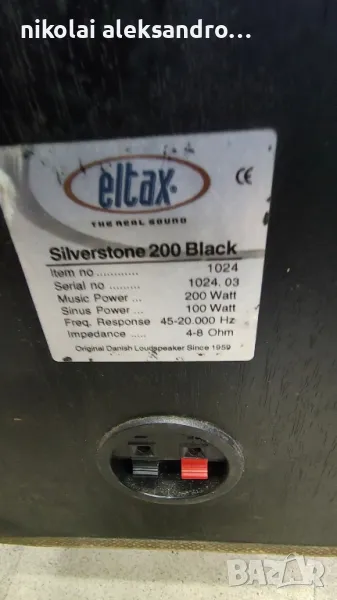 nikolai aleksandro...
eltax®
THE REAL SOUND
CE
Silverstone 200 Black
Item no ............ 1024
Serial no ......... 1024. 03
Music Power ... 200 Watt
Sinus Power ... 100 Watt
Freq. Response 45-20.000 Hz
Impedance ..... 4-8 Ohm
Original Danish Loudspeaker Since 1959
BAZAR
bg